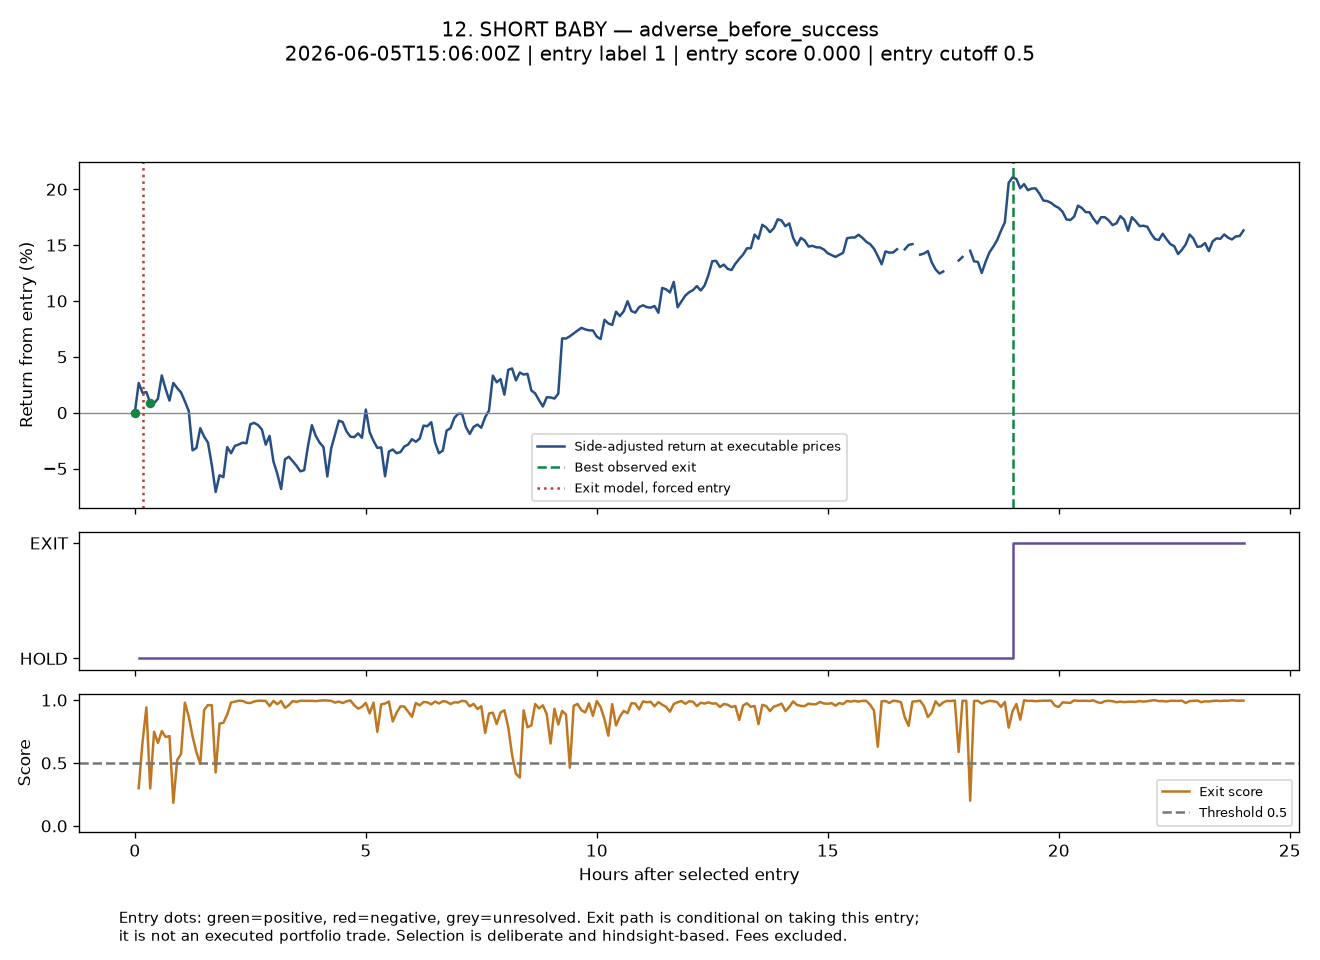 12. SHORT BABY — adverse_before_success
2026-06-05T15:06:00Z | entry label 1 | entry score 0.000 | entry cutoff 0.5
Return from entry (%)
20
15
10
5
0
−5
Side-adjusted return at executable prices
Best observed exit
Exit model, forced entry
EXIT
HOLD
Score
1.0
0.5
0.0
Exit score
Threshold 0.5
0 5 10 15 20 25
Hours after selected entry
Entry dots: green=positive, red=negative, grey=unresolved. Exit path is conditional on taking this entry;
it is not an executed portfolio trade. Selection is deliberate and hindsight-based. Fees excluded.